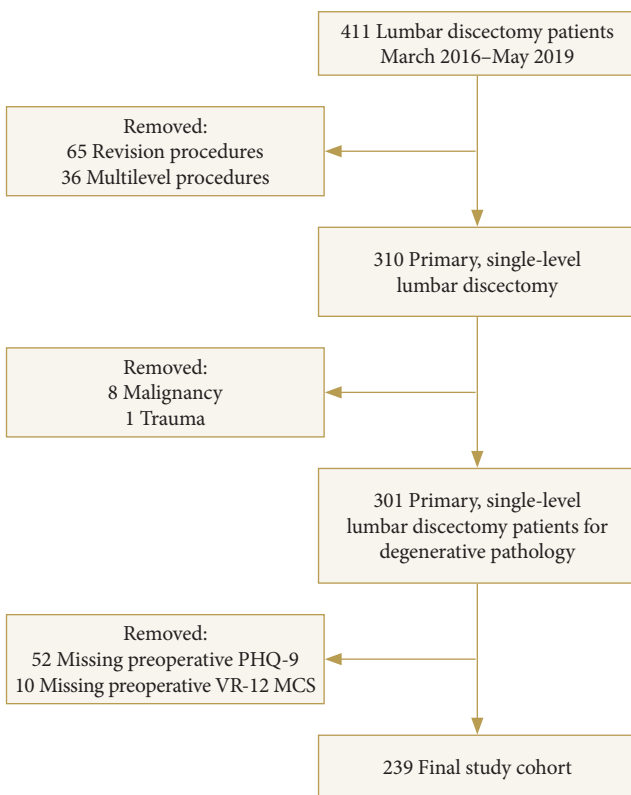 411 Lumbar discectomy patients
March 2016–May 2019
Removed:
65 Revision procedures
36 Multilevel procedures
310 Primary, single-level
lumbar discectomy
Removed:
8 Malignancy
1 Trauma
301 Primary, single-level
lumbar discectomy patients for
degenerative pathology
Removed:
52 Missing preoperative PHQ-9
10 Missing preoperative VR-12 MCS
239 Final study cohort